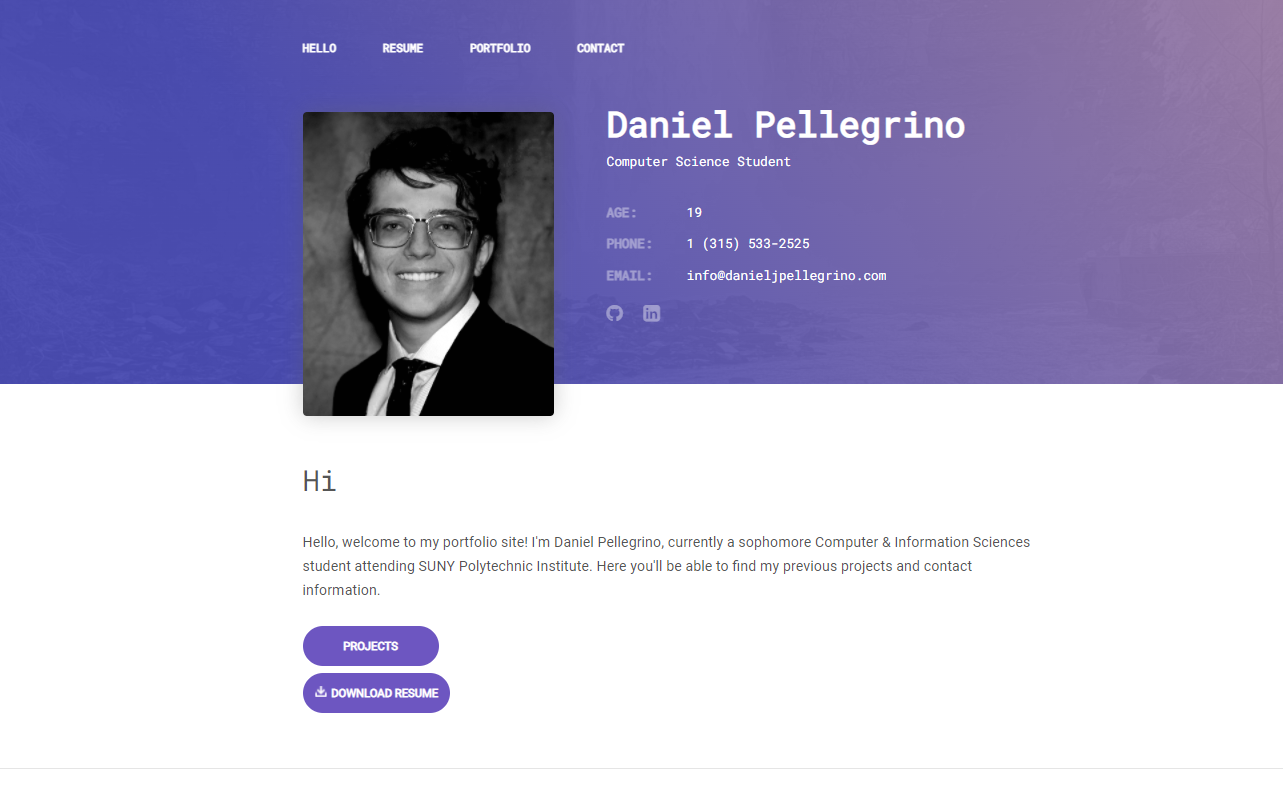 HELLO RESUME PORTFOLIO CONTACT
Daniel Pellegrino
Computer Science Student
AGE: 19
PHONE: 1 (315) 533-2525
EMAIL: info@danieljpellegrino.com
in
Hi
Hello, welcome to my portfolio site! I'm Daniel Pellegrino, currently a sophomore Computer & Information Sciences
student attending SUNY Polytechnic Institute. Here you'll be able to find my previous projects and contact
information.
PROJECTS
DOWNLOAD RESUME